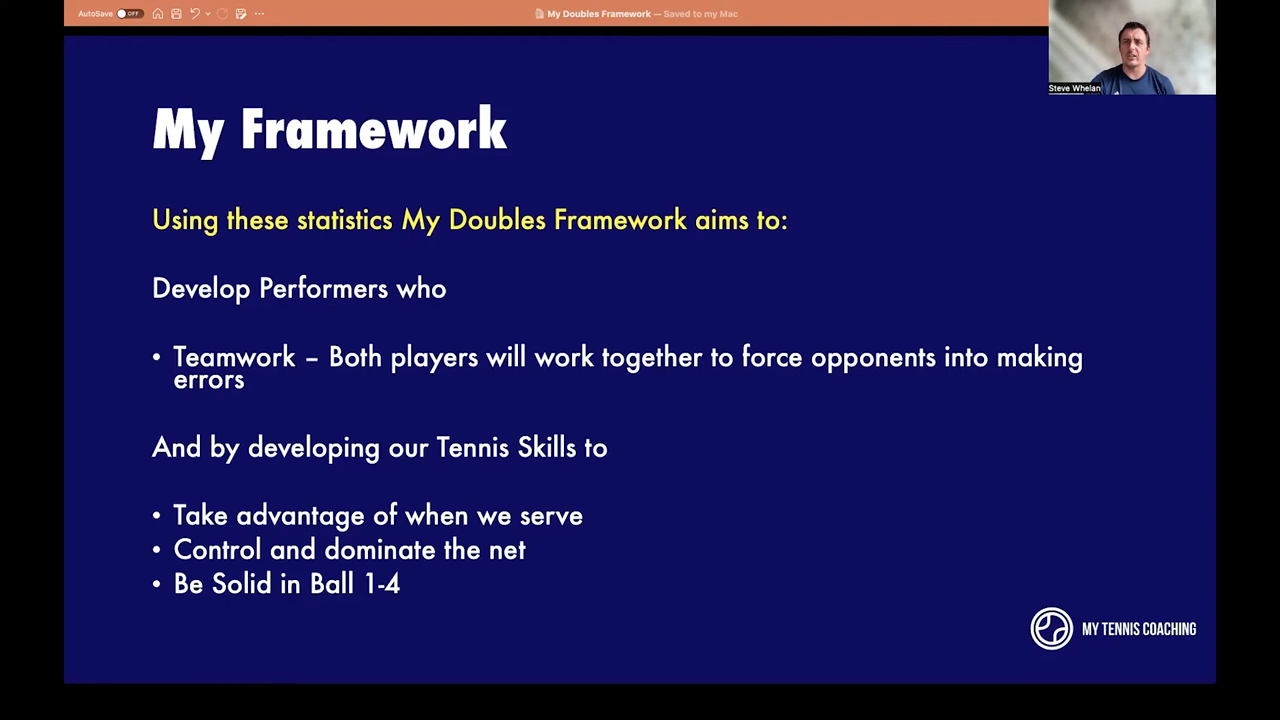 AutoSave OFF
My Doubles Framework — Saved to my Mac
Steve Whelan
My Framework
Using these statistics My Doubles Framework aims to:
Develop Performers who
• Teamwork – Both players will work together to force opponents into making
errors
And by developing our Tennis Skills to
• Take advantage of when we serve
• Control and dominate the net
• Be Solid in Ball 1-4
MY TENNIS COACHING